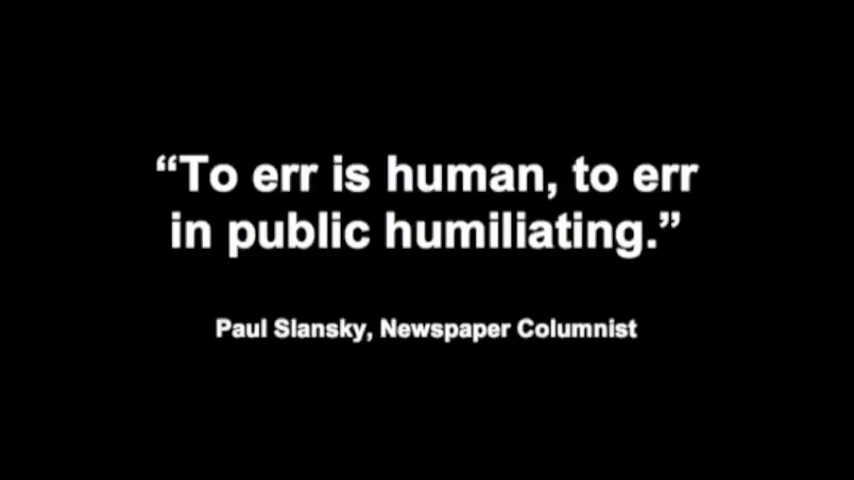 “To err is human, to err
in public humiliating.”
Paul Slansky, Newspaper Columnist